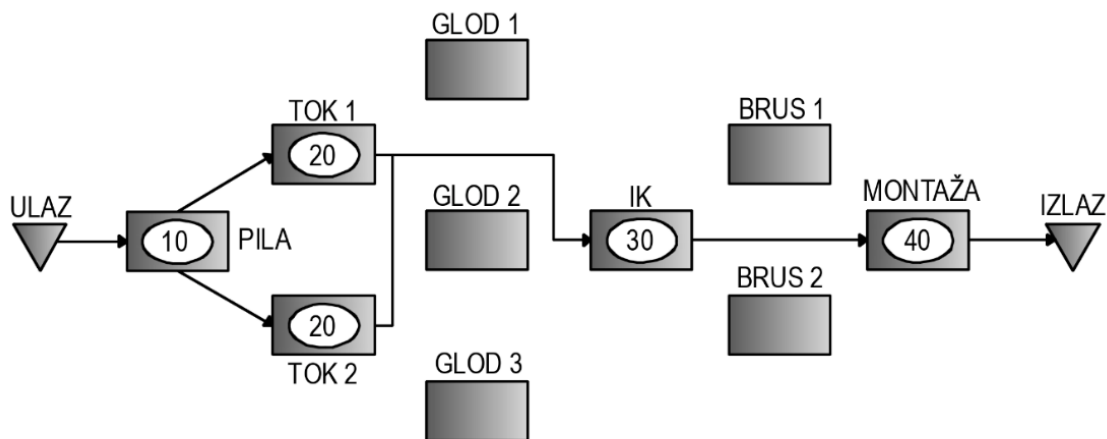 GLOD 1
TOK 1
20
BRUS 1
ULAZ
10
PILA
GLOD 2
IK
30
MONTAŽA
40
IZLAZ
20
TOK 2
BRUS 2
GLOD 3